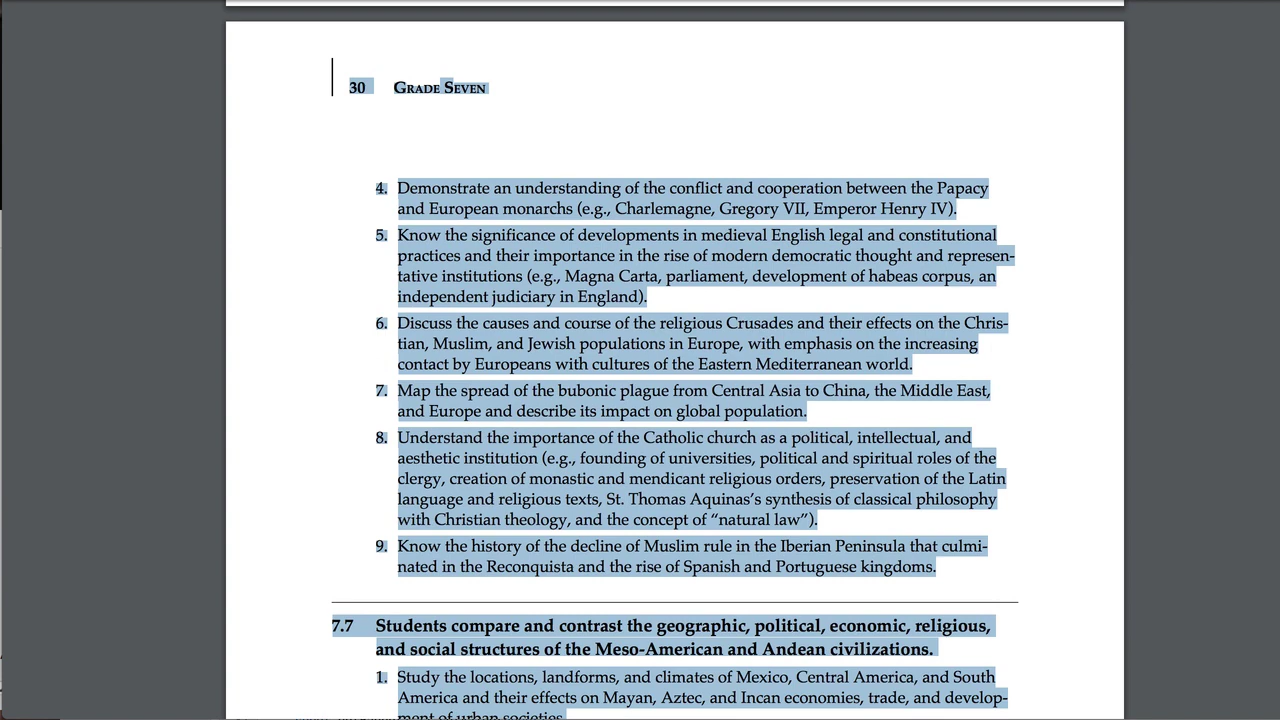 30 GRADE SEVEN
4. Demonstrate an understanding of the conflict and cooperation between the Papacy
and European monarchs (e.g., Charlemagne, Gregory VII, Emperor Henry IV).
5. Know the significance of developments in medieval English legal and constitutional
practices and their importance in the rise of modern democratic thought and represen-
tative institutions (e.g., Magna Carta, parliament, development of habeas corpus, an
independent judiciary in England).
6. Discuss the causes and course of the religious Crusades and their effects on the Chris-
tian, Muslim, and Jewish populations in Europe, with emphasis on the increasing
contact by Europeans with cultures of the Eastern Mediterranean world.
7. Map the spread of the bubonic plague from Central Asia to China, the Middle East,
and Europe and describe its impact on global population.
8. Understand the importance of the Catholic church as a political, intellectual, and
aesthetic institution (e.g., founding of universities, political and spiritual roles of the
clergy, creation of monastic and mendicant religious orders, preservation of the Latin
language and religious texts, St. Thomas Aquinas's synthesis of classical philosophy
with Christian theology, and the concept of “natural law”).
9. Know the history of the decline of Muslim rule in the Iberian Peninsula that culmi-
nated in the Reconquista and the rise of Spanish and Portuguese kingdoms.
7.7 Students compare and contrast the geographic, political, economic, religious,
and social structures of the Meso-American and Andean civilizations.
1. Study the locations, landforms, and climates of Mexico, Central America, and South
America and their effects on Mayan, Aztec, and Incan economies, trade, and develop-
ment of urban societies.